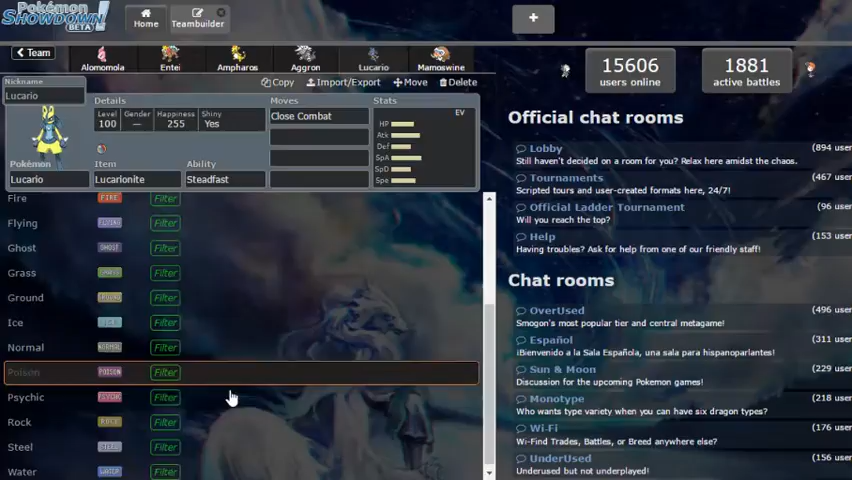 Pokémon
SHOWDOWN!
BETA
Home
Teambuilder
+
< Team
Alomomola
Entei
Ampharos
Aggron
Lucario
Mamoswine
15606
users online
1881
active battles
Copy
Import/Export
Move
Delete
Nickname
Lucario
Details
Level
100
Gender
—
Happiness
255
Shiny
Yes
Moves
Close Combat
Stats
EV
HP
Atk
Def
SpA
SpD
Spe
Pokémon
Lucario
Item
Lucarionite
Ability
Steadfast
Fire FIRE Filter
Flying FLYING Filter
Ghost GHOST Filter
Grass GRASS Filter
Ground GROUND Filter
Ice ICE Filter
Normal NORMAL Filter
Poison POISON Filter
Psychic PSYCHC Filter
Rock ROCK Filter
Steel STEEL Filter
Water WATER Filter
Official chat rooms
Lobby (894 user
Still haven't decided on a room for you? Relax here amidst the chaos.
Tournaments (467 user
Scripted tours and user-created formats here, 24/7!
Official Ladder Tournament (96 user
Will you reach the top?
Help (153 user
Having troubles? Ask for help from one of our friendly staff!
Chat rooms
OverUsed (496 user
Smogon's most popular tier and central metagame!
Español (311 user
¡Bienvenido a la Sala Española, una sala para hispanoparlantes!
Sun & Moon (229 user
Discussion for the upcoming Pokemon games!
Monotype (218 user
Who wants type variety when you can have six dragon types?
Wi-Fi (176 user
Wi-Find Trades, Battles, or Breed anywhere else?
UnderUsed (156 user
Underused but not underplayed!